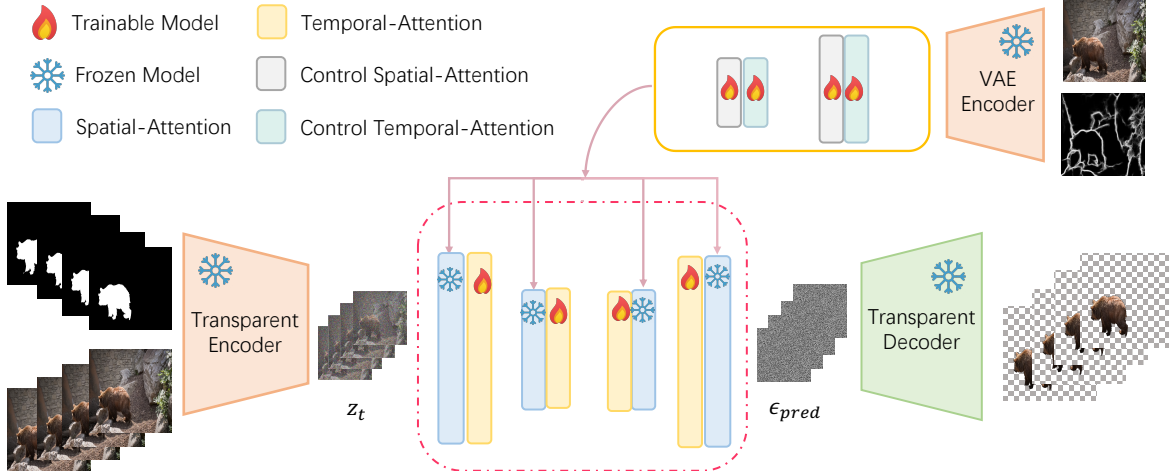 Trainable Model
Temporal-Attention
Frozen Model
Control Spatial-Attention
Spatial-Attention
Control Temporal-Attention
VAE
Encoder
Transparent
Encoder
z_t
ϵ_pred
Transparent
Decoder